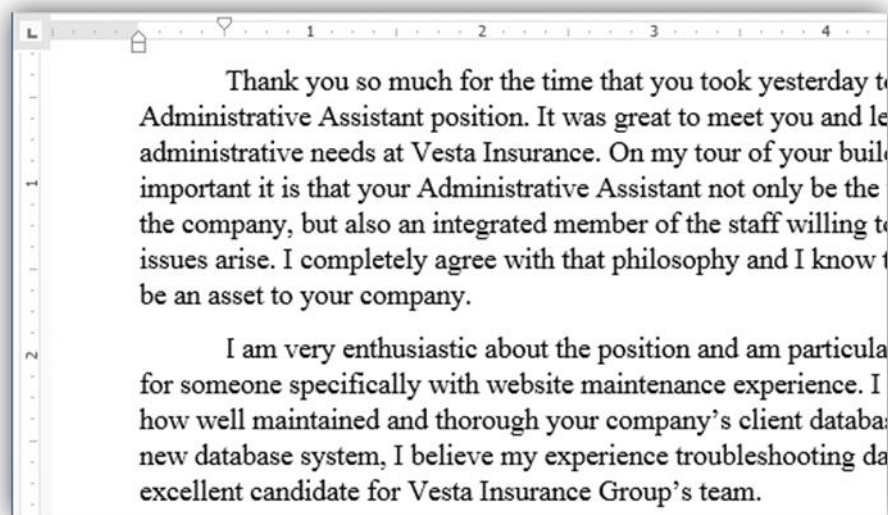 L 1 2 3 4
Thank you so much for the time that you took yesterday
Administrative Assistant position. It was great to meet you and
administrative needs at Vesta Insurance. On my tour of your
important it is that your Administrative Assistant not only be the
the company, but also an integrated member of the staff willing
1
issues arise. I completely agree with that philosophy and I know
be an asset to your company.
I am very enthusiastic about the position and am
2
for someone specifically with website maintenance experience. I
how well maintained and thorough your company's client
new database system, I believe my experience troubleshooting
excellent candidate for Vesta Insurance Group's team.